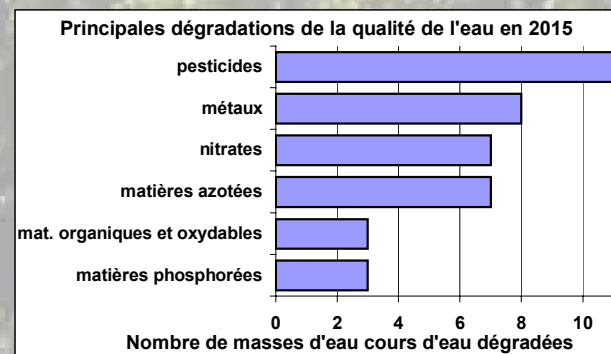 Principales dégradations de la qualité de l'eau en 2015
pesticides
métaux
nitrates
matières azotées
mat. organiques et oxydables
matières phosphorées
0 2 4 6 8 10
Nombre de masses d'eau cours d'eau dégradées